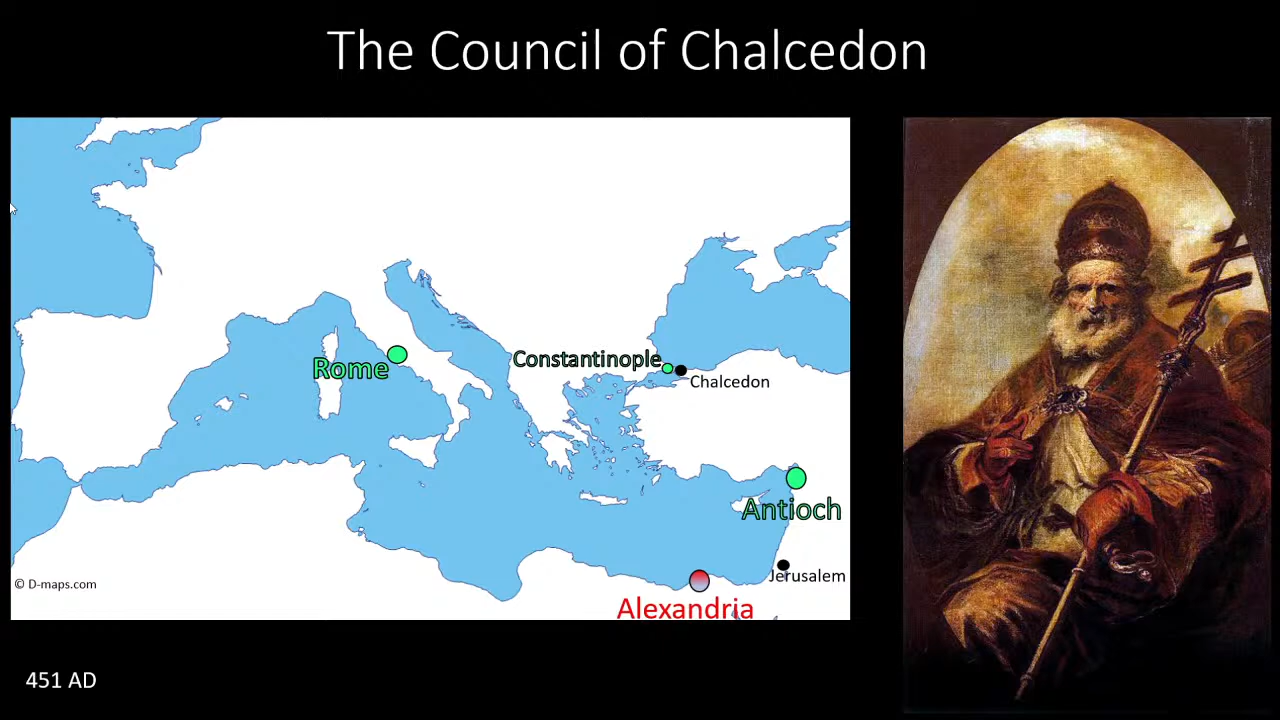 The Council of Chalcedon
Constantinople
Rome
Chalcedon
Antioch
Jerusalem
© D-maps.com
Alexandria
451 AD